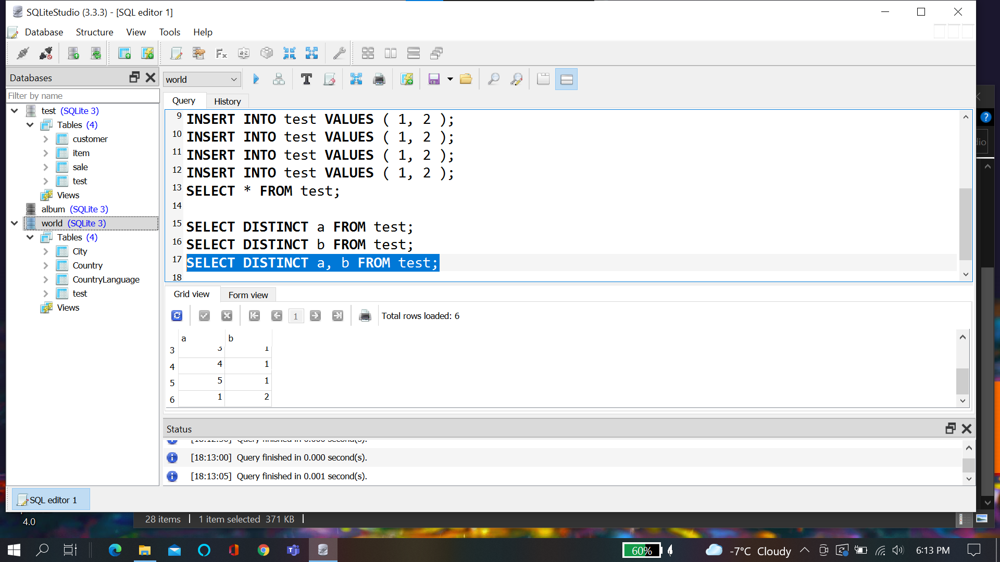 SQLiteStudio (3.3.3) - [SQL editor 1]
Database Structure View Tools Help
Databases
world
Filter by name
Query History
test (SQLite 3)
Tables (4)
customer
item
sale
test
Views
album (SQLite 3)
world (SQLite 3)
Tables (4)
City
Country
CountryLanguage
test
Views
9 INSERT INTO test VALUES ( 1, 2 );
10 INSERT INTO test VALUES ( 1, 2 );
11 INSERT INTO test VALUES ( 1, 2 );
12 INSERT INTO test VALUES ( 1, 2 );
13 SELECT * FROM test;
14
15 SELECT DISTINCT a FROM test;
16 SELECT DISTINCT b FROM test;
17 SELECT DISTINCT a, b FROM test;
18
Grid view Form view
1 Total rows loaded: 6
a b
3 3 1
4 4 1
5 5 1
6 1 2
Status
[18:13:00] Query finished in 0.000 second(s).
[18:13:05] Query finished in 0.001 second(s).
SQL editor 1
4.0
28 items 1 item selected 371 KB
60% -7°C Cloudy 6:13 PM